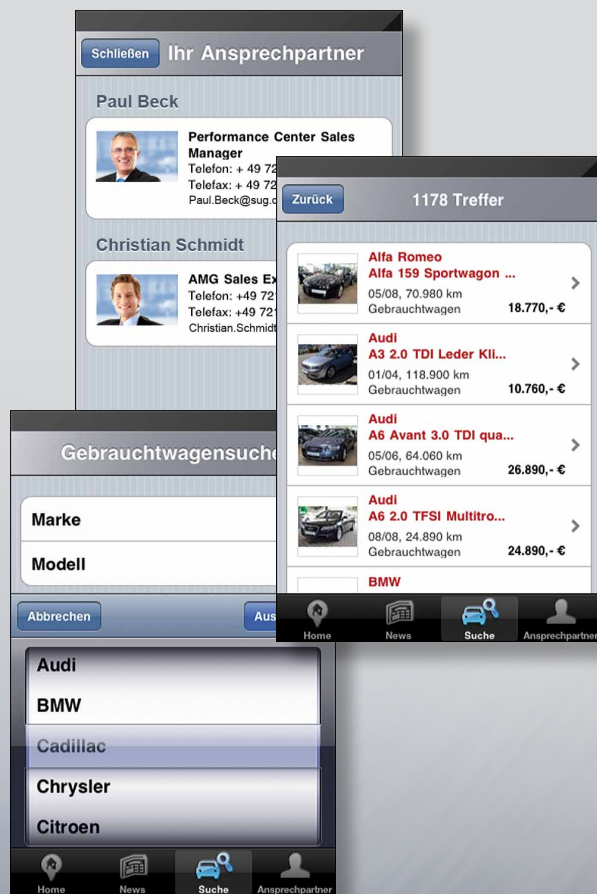 Schließen
Ihr Ansprechpartner
Paul Beck
Performance Center Sales
Manager
Telefon: + 49 72
Telefax: + 49 72
Paul.Beck@sug.
Christian Schmidt
AMG Sales Ex
Telefon: +49 72
Telefax: +49 72
Christian.Schmidt
Zurück
1178 Treffer
Alfa Romeo
Alfa 159 Sportwagon ...
05/08, 70.980 km
Gebrauchtwagen 18.770,- €
Audi
A3 2.0 TDI Leder Kli...
01/04, 118.900 km
Gebrauchtwagen 10.760,- €
Audi
A6 Avant 3.0 TDI qua...
05/06, 64.060 km
Gebrauchtwagen 26.890,- €
Audi
A6 2.0 TFSI Multitro...
08/08, 24.890 km
Gebrauchtwagen 24.890,- €
BMW
Home News Suche Ansprechpartner
Gebrauchtwagensuche
Marke
Modell
Abbrechen
Aus
Audi
BMW
Cadillac
Chrysler
Citroen
Home News Suche Ansprechpartner